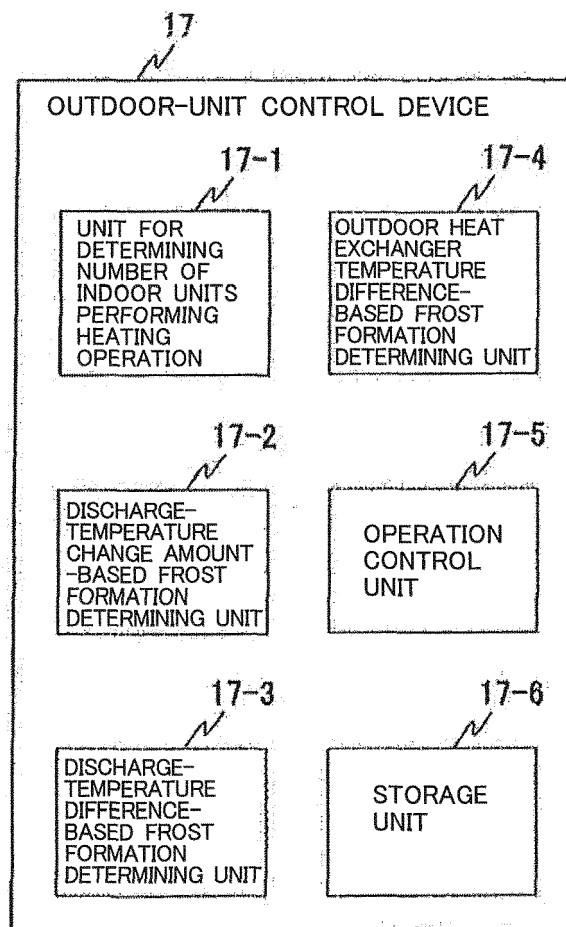 17
OUTDOOR-UNIT CONTROL DEVICE
17-1
UNIT FOR
DETERMINING
NUMBER OF
INDOOR UNITS
PERFORMING
HEATING
OPERATION
17-4
OUTDOOR HEAT
EXCHANGER
TEMPERATURE
DIFFERENCE-
BASED FROST
FORMATION
DETERMINING UNIT
17-2
DISCHARGE-
TEMPERATURE
CHANGE AMOUNT
-BASED FROST
FORMATION
DETERMINING UNIT
17-5
OPERATION
CONTROL
UNIT
17-3
DISCHARGE-
TEMPERATURE
DIFFERENCE-
BASED FROST
FORMATION
DETERMINING UNIT
17-6
STORAGE
UNIT